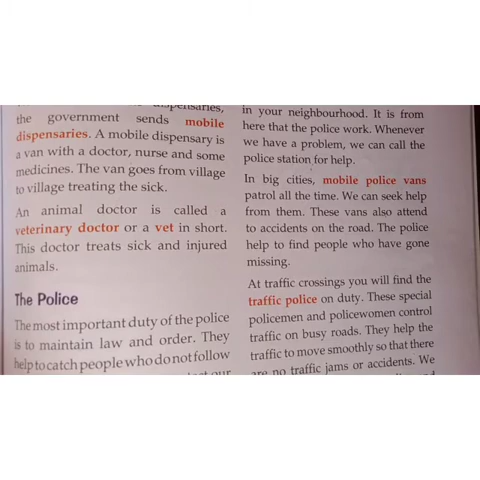 dispensaries,
the government sends mobile
dispensaries. A mobile dispensary is
a van with a doctor, nurse and some
medicines. The van goes from village
to village treating the sick.
An animal doctor is called a
veterinary doctor or a vet in short.
This doctor treats sick and injured
animals.
The Police
The most important duty of the police
is to maintain law and order. They
help to catch people who do not follow
our
in your neighbourhood. It is from
here that the police work. Whenever
we have a problem, we can call the
police station for help.
In big cities, mobile police vans
patrol all the time. We can seek help
from them. These vans also attend
to accidents on the road. The police
help to find people who have gone
missing.
At traffic crossings you will find the
traffic police on duty. These special
policemen and policewomen control
traffic on busy roads. They help the
traffic to move smoothly so that there
are no traffic jams or accidents. We